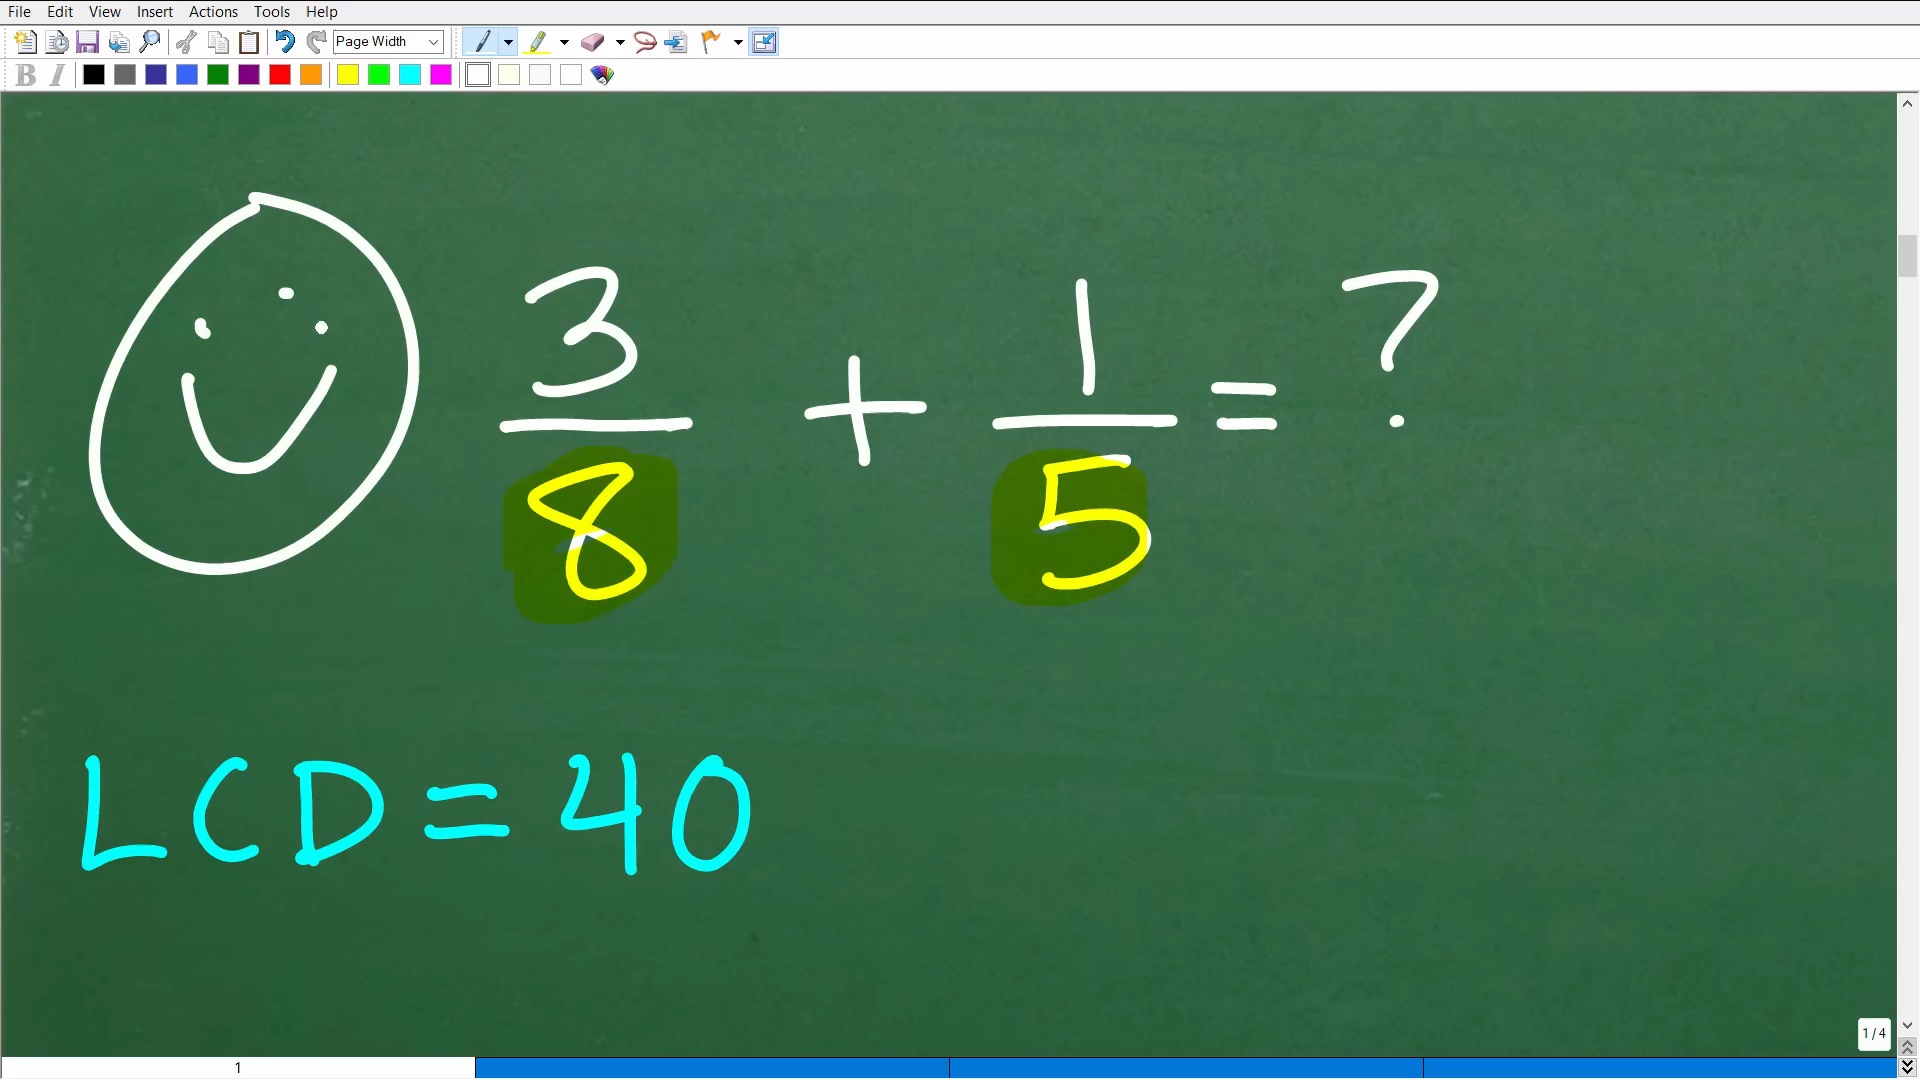 File Edit View Insert Actions Tools Help
Page Width
B I
3/8 + 1/5 = ?
LCD = 40
1 / 4
1